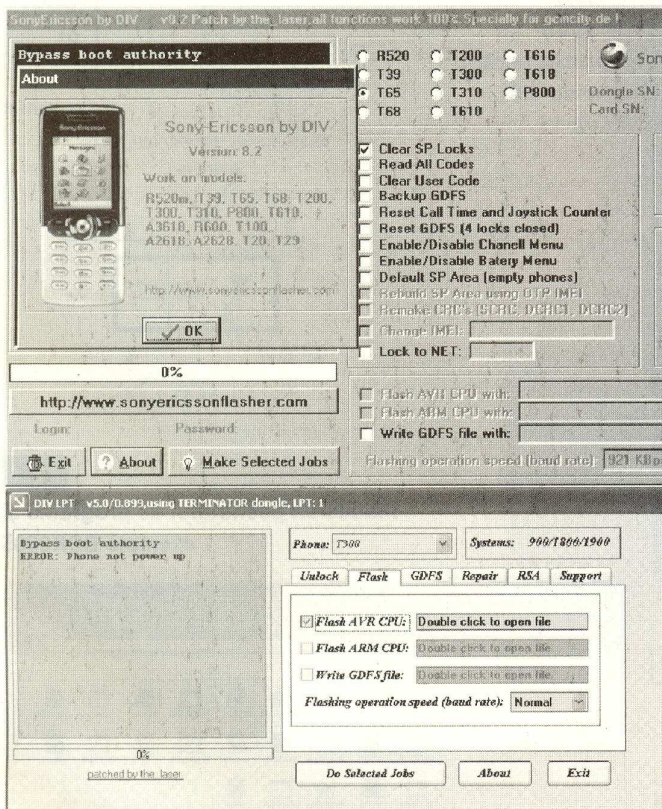 SonyEricsson by DIV v8.2 Patch by the_laser, all functions work 100% Specially for gcncity.de !
Bypass boot authority
About
Sony Ericsson
Messages
Sony Ericsson by DIV
Version: 8.2
Work on models:
R520m, T39, T65, T68, T200,
T300, T310, P800, T610,
A3618, R600, T100,
A2618, A2628, T20, T29
http://www.sonyericssonflasher.com
OK
0%
http://www.sonyericssonflasher.com
Login: Password:
Exit
About
Make Selected Jobs
R520 T200 T616
T39 T300 T618
T65 T310 P800
T68 T610
Son
Dongle SN:
Card SN:
Clear SP Locks
Read All Codes
Clear User Code
Backup GDFS
Reset Call Time and Joystick Counter
Reset GDFS (4 locks closed)
Enable/Disable Chanell Menu
Enable/Disable Batery Menu
Default SP Area (empty phones)
Rebuild SP Area using OTP IMEI
Remake CRC's (SCRC, DCRC1, DCRC2)
Change IMEI:
Lock to NET:
Flash AVR CPU with:
Flash ARM CPU with:
Write GDFS file with:
Flashing operation speed (baud rate): 921 KBp
DIV LPT v5.0/0.899,using TERMINATOR dongle, LPT: 1
Bypass boot authority
ERROR: Phone not power up
0%
patched by the_laser
Phone: T300
Systems: 900/1800/1900
Unlock Flash GDFS Repair RSA Support
Flash AVR CPU: Double click to open file
Flash ARM CPU: Double click to open file
Write GDFS file: Double click to open file
Flashing operation speed (baud rate): Normal
Do Selected Jobs
About
Exit